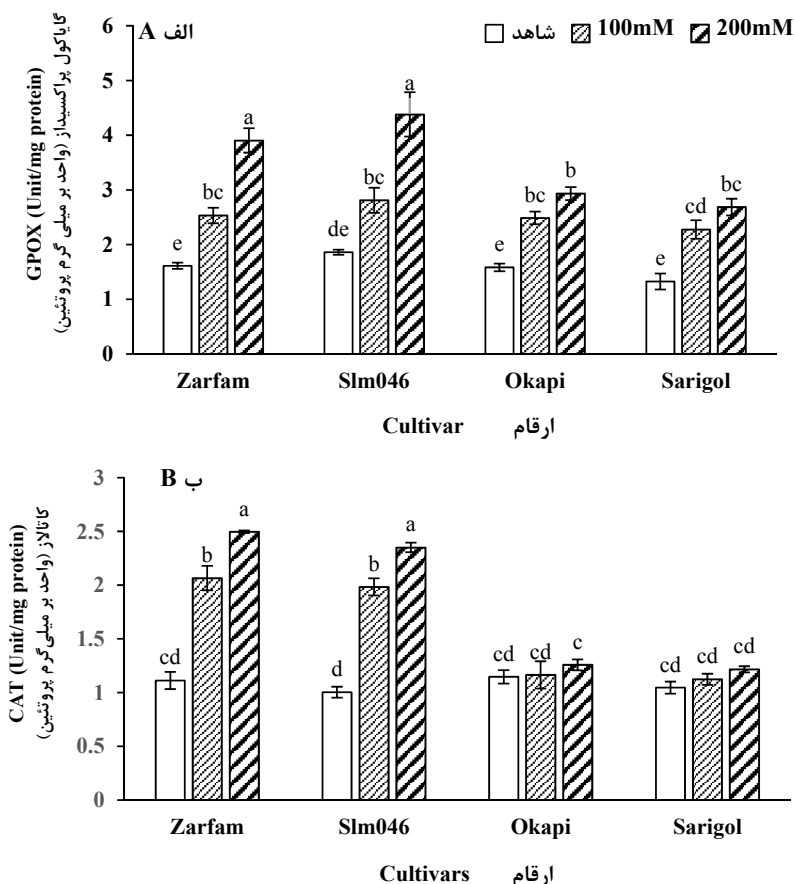 الف A
شاهد 100mM 200mM
GPOX (Unit/mg protein)
گایاکول پراکسیداز (واحد بر میلی گرم پروتئین)
6
5
4
3
2
1
0
e bc a
de bc a
e bc b
e cd bc
Zarfam Slm046 Okapi Sarigol
Cultivar ارقام
ب B
CAT (Unit/mg protein)
کاتالاز (واحد بر میلی‌گرم پروتئین)
3
2.5
2
1.5
1
0.5
0
cd b a
d b a
cd cd c
cd cd cd
Zarfam Slm046 Okapi Sarigol
Cultivars ارقام